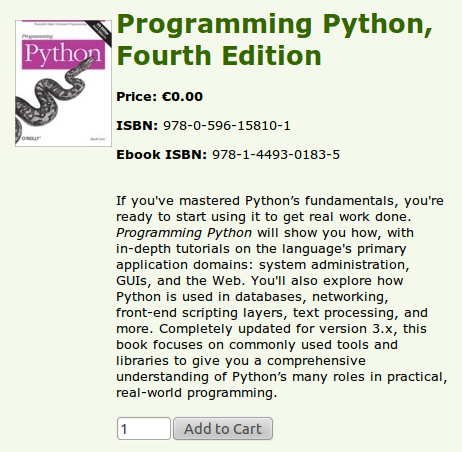 Programming
Python
O'REILLY
Programming Python,
Fourth Edition
Price: €0.00
ISBN: 978-0-596-15810-1
Ebook ISBN: 978-1-4493-0183-5
If you've mastered Python’s fundamentals, you're
ready to start using it to get real work done.
Programming Python will show you how, with
in-depth tutorials on the language's primary
application domains: system administration,
GUIs, and the Web. You'll also explore how
Python is used in databases, networking,
front-end scripting layers, text processing, and
more. Completely updated for version 3.x, this
book focuses on commonly used tools and
libraries to give you a comprehensive
understanding of Python’s many roles in practical,
real-world programming.
1 Add to Cart